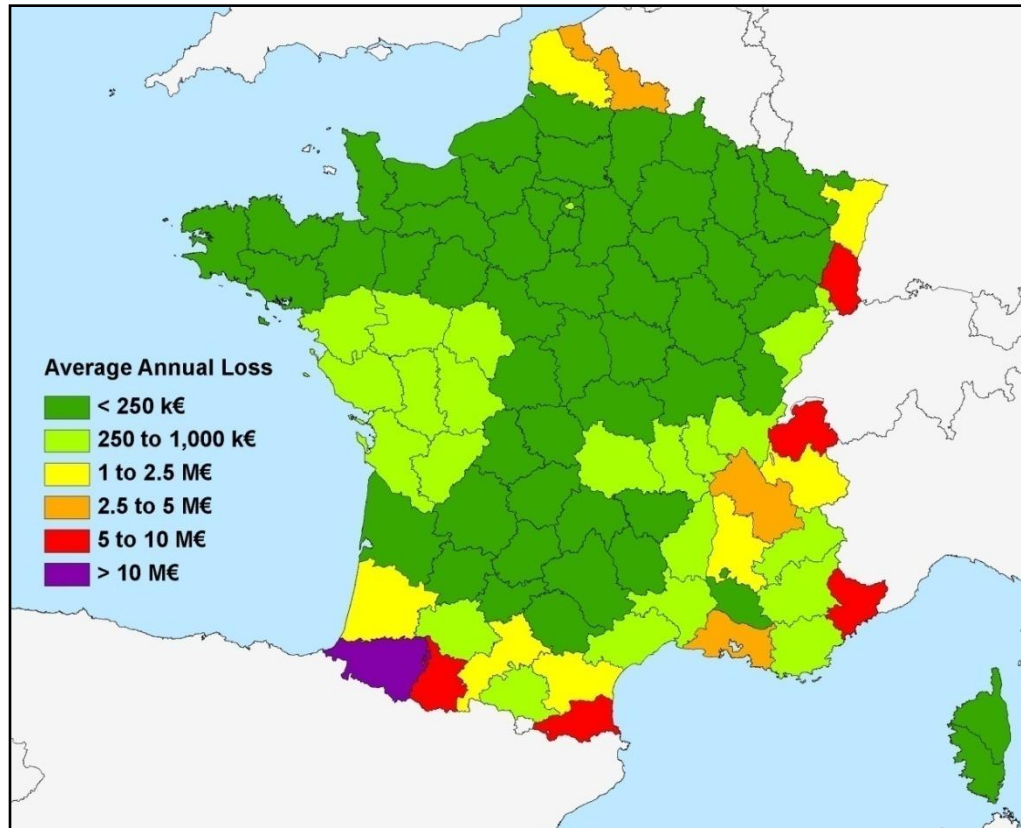 Average Annual Loss
< 250 k€
250 to 1,000 k€
1 to 2.5 M€
2.5 to 5 M€
5 to 10 M€
> 10 M€